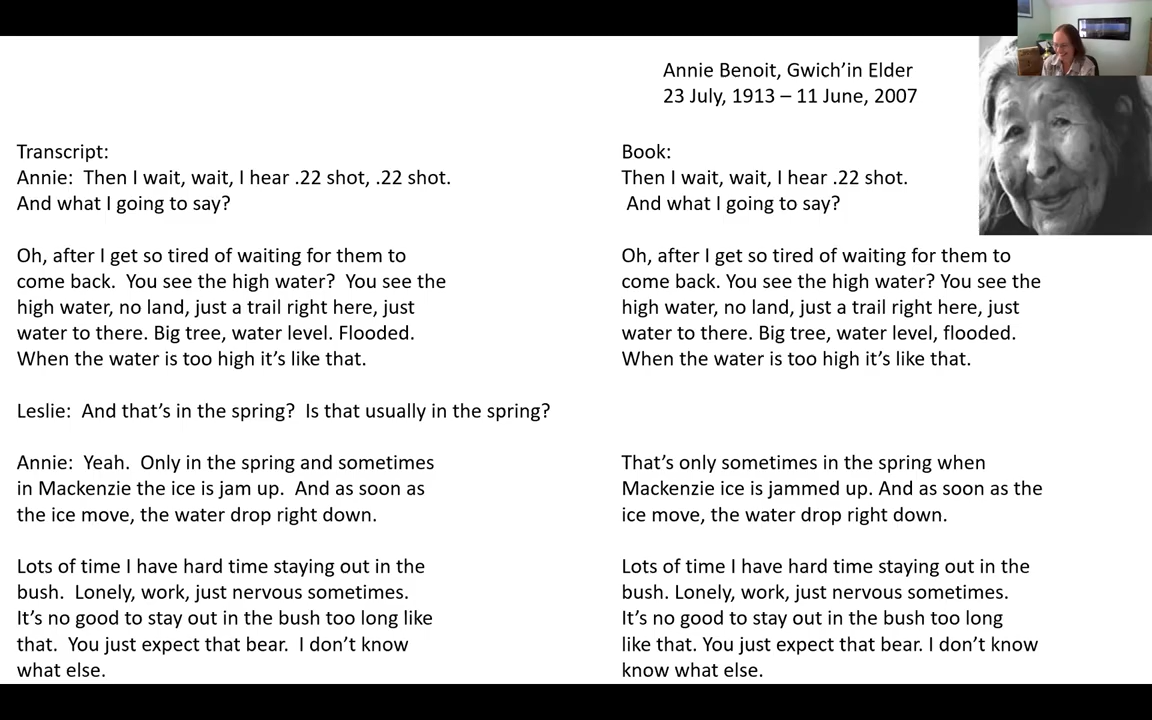 Annie Benoit, Gwich'in Elder
23 July, 1913 – 11 June, 2007
Transcript:
Annie:  Then I wait, wait, I hear .22 shot, .22 shot.
And what I going to say?
Oh, after I get so tired of waiting for them to
come back.  You see the high water?  You see the
high water, no land, just a trail right here, just
water to there. Big tree, water level. Flooded.
When the water is too high it's like that.
Leslie:  And that's in the spring?  Is that usually in the spring?
Annie:  Yeah.  Only in the spring and sometimes
in Mackenzie the ice is jam up.  And as soon as
the ice move, the water drop right down.
Lots of time I have hard time staying out in the
bush.  Lonely, work, just nervous sometimes.
It's no good to stay out in the bush too long like
that.  You just expect that bear.  I don't know
what else.
Book:
Then I wait, wait, I hear .22 shot.
And what I going to say?
Oh, after I get so tired of waiting for them to
come back. You see the high water? You see the
high water, no land, just a trail right here, just
water to there. Big tree, water level, flooded.
When the water is too high it's like that.
That's only sometimes in the spring when
Mackenzie ice is jammed up. And as soon as the
ice move, the water drop right down.
Lots of time I have hard time staying out in the
bush. Lonely, work, just nervous sometimes.
It's no good to stay out in the bush too long
like that. You just expect that bear. I don't know
know what else.